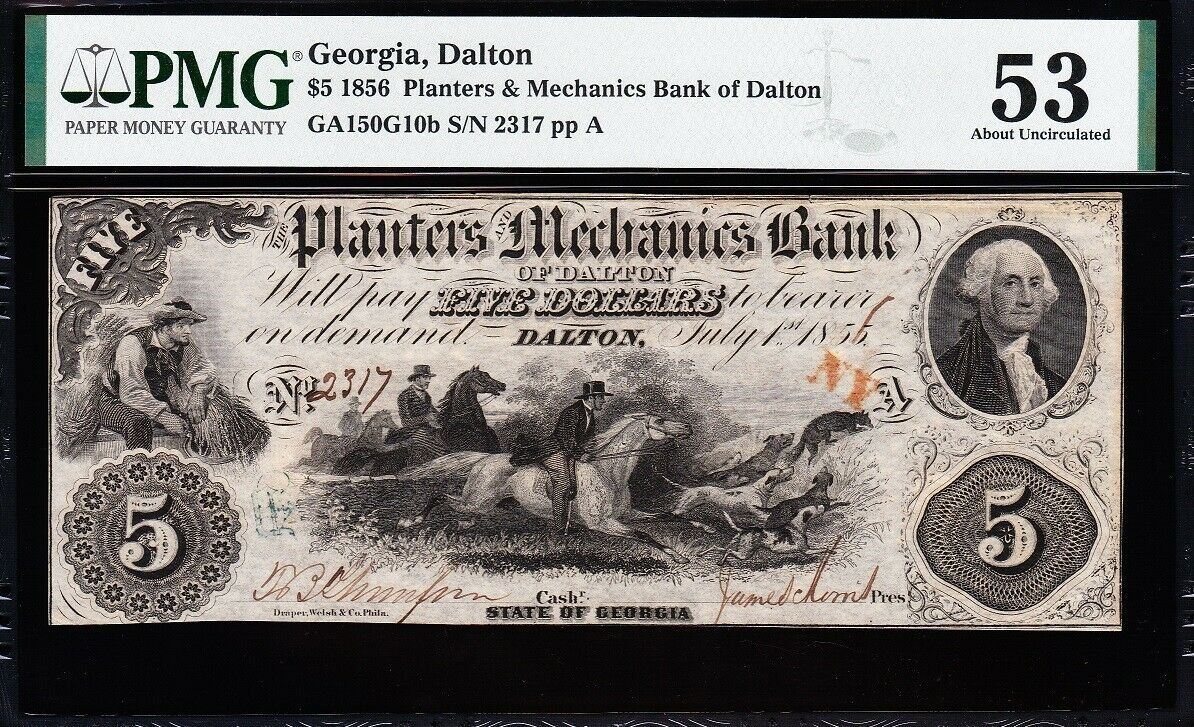 PMG®
PAPER MONEY GUARANTY
Georgia, Dalton
$5 1856 Planters & Mechanics Bank of Dalton
GA150G10b S/N 2317 pp A
53
About Uncirculated
FIVE
THE Planters AND Mechanics Bank
OF DALTON
Will pay FIVE DOLLARS to bearer
on demand. DALTON, July 1st. 1856
No 2317
A
5
5
Cashr.
Pres
Draper, Welsh & Co. Phila.
STATE OF GEORGIA